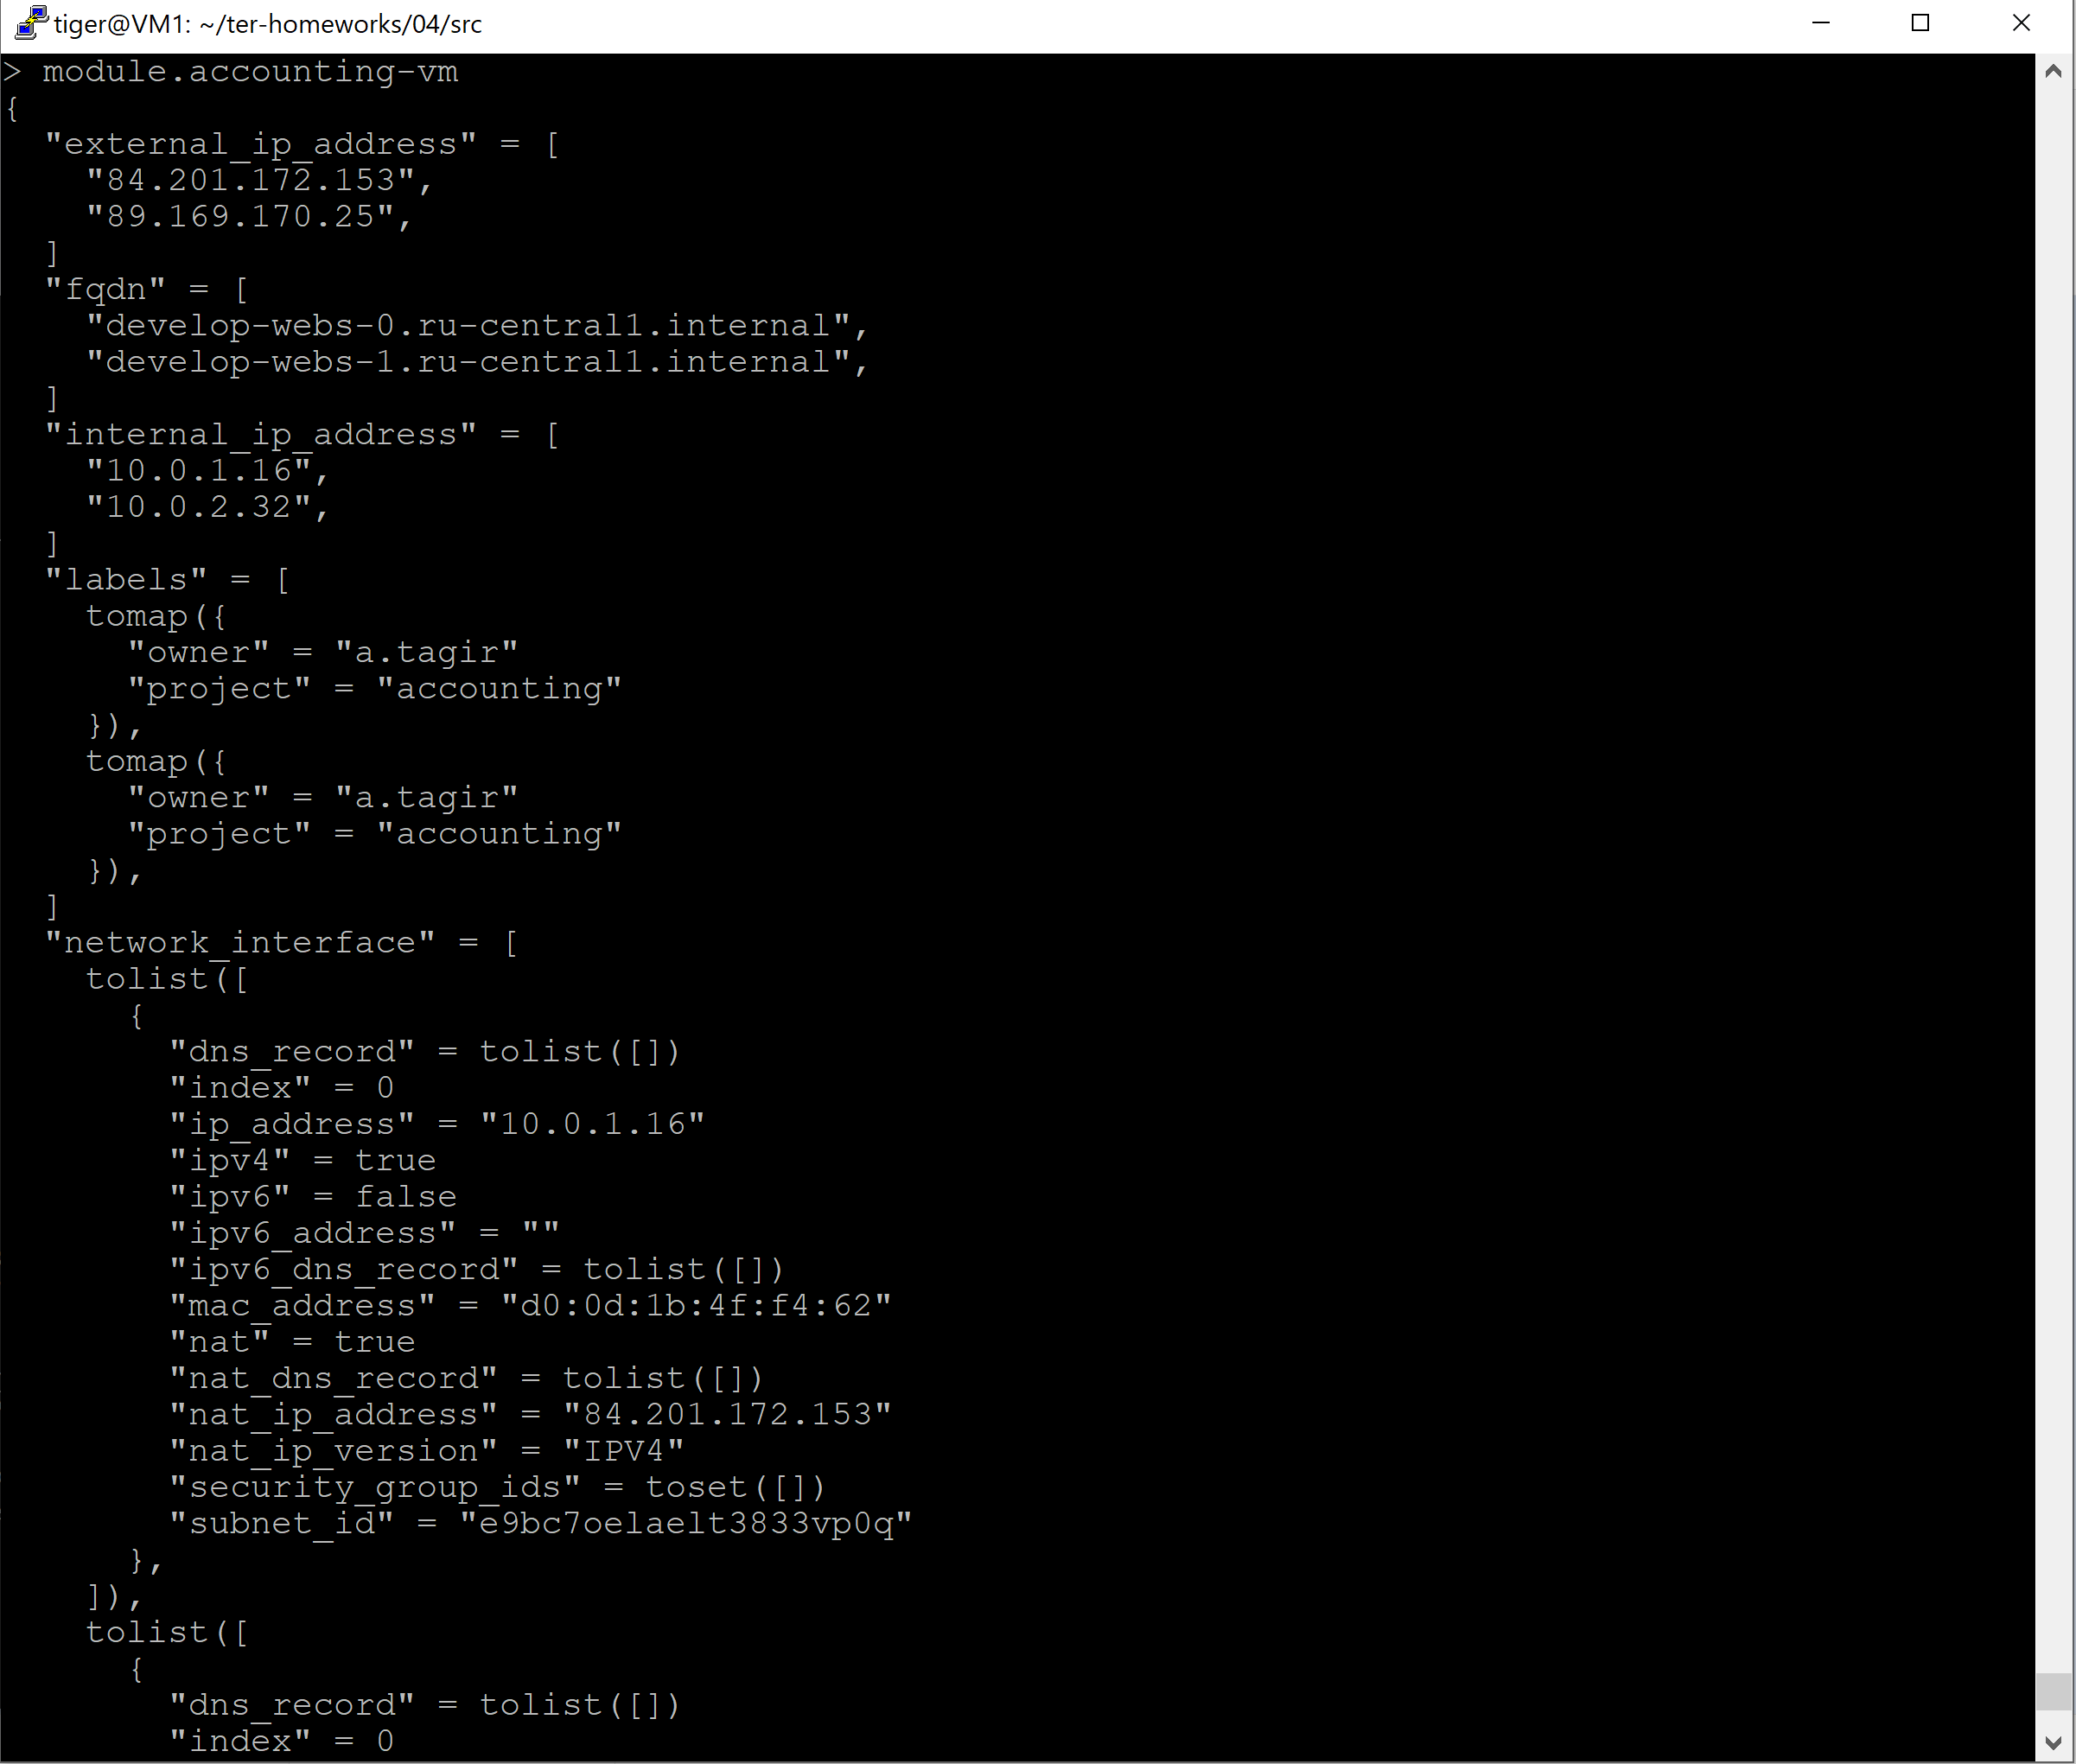 tiger@VM1: ~/ter-homeworks/04/src
> module.accounting-vm
{
  "external_ip_address" = [
    "84.201.172.153",
    "89.169.170.25",
  ]
  "fqdn" = [
    "develop-webs-0.ru-central1.internal",
    "develop-webs-1.ru-central1.internal",
  ]
  "internal_ip_address" = [
    "10.0.1.16",
    "10.0.2.32",
  ]
  "labels" = [
    tomap({
      "owner" = "a.tagir"
      "project" = "accounting"
    }),
    tomap({
      "owner" = "a.tagir"
      "project" = "accounting"
    }),
  ]
  "network_interface" = [
    tolist([
      {
        "dns_record" = tolist([])
        "index" = 0
        "ip_address" = "10.0.1.16"
        "ipv4" = true
        "ipv6" = false
        "ipv6_address" = ""
        "ipv6_dns_record" = tolist([])
        "mac_address" = "d0:0d:1b:4f:f4:62"
        "nat" = true
        "nat_dns_record" = tolist([])
        "nat_ip_address" = "84.201.172.153"
        "nat_ip_version" = "IPV4"
        "security_group_ids" = toset([])
        "subnet_id" = "e9bc7oelaelt3833vp0q"
      },
    ]),
    tolist([
      {
        "dns_record" = tolist([])
        "index" = 0